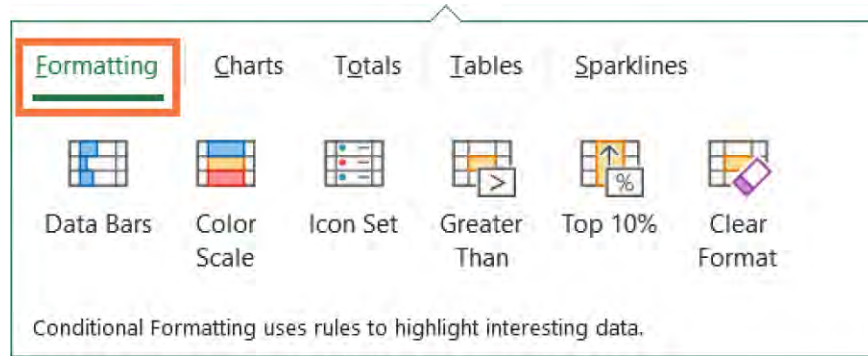 Formatting Charts Totals Tables Sparklines
> %
Data Bars Color Scale Icon Set Greater Than Top 10% Clear Format
Conditional Formatting uses rules to highlight interesting data.